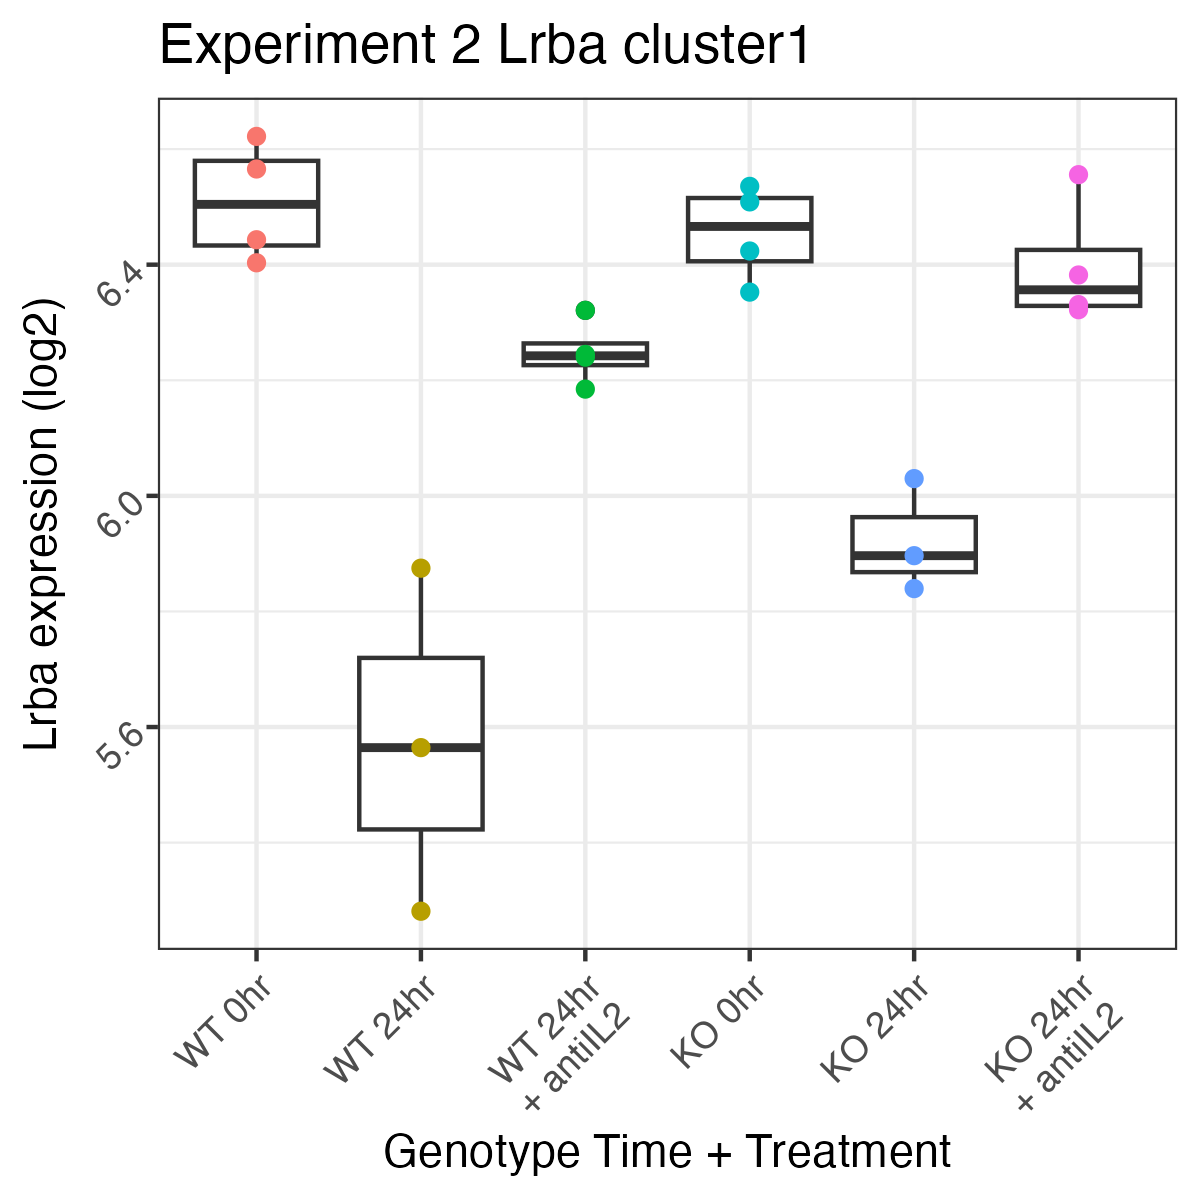 Experiment 2 Lrba cluster1
Lrba expression (log2)
6.4
6.0
5.6
WT 0hr
WT 24hr
WT 24hr
+ antiIL2
KO 0hr
KO 24hr
KO 24hr
+ antiIL2
Genotype Time + Treatment